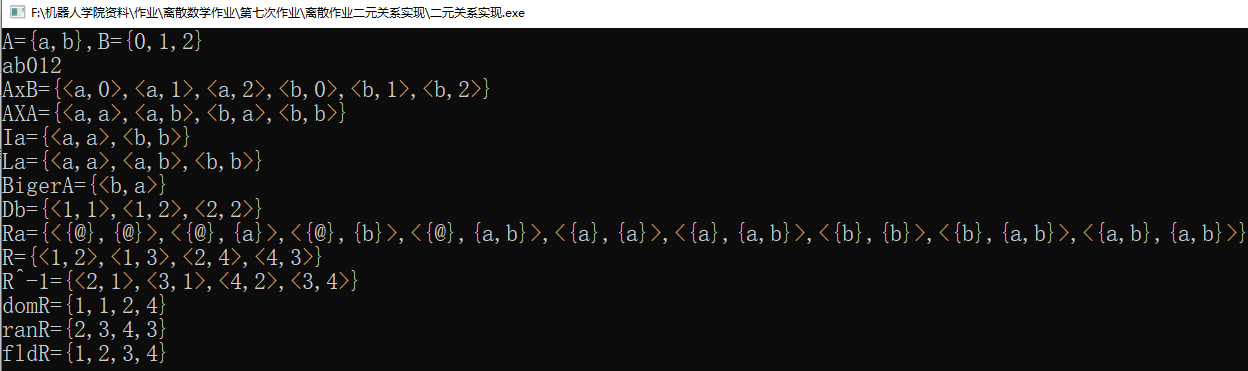 F:\机器人学院资料\作业\离散数学作业\第七次作业\离散作业二元关系实现\二元关系实现.exe
A={a,b},B={0,1,2}
ab012
AxB={<a,0>,<a,1>,<a,2>,<b,0>,<b,1>,<b,2>}
AXA={<a,a>,<a,b>,<b,a>,<b,b>}
Ia={<a,a>,<b,b>}
La={<a,a>,<a,b>,<b,b>}
BigerA={<b,a>}
Db={<1,1>,<1,2>,<2,2>}
Ra={<{@},{@}>,<{@},{a}>,<{@},{b}>,<{@},{a,b}>,<{a},{a}>,<{a},{a,b}>,<{b},{b}>,<{b},{a,b}>,<{a,b},{a,b}>}
R={<1,2>,<1,3>,<2,4>,<4,3>}
R^-1={<2,1>,<3,1>,<4,2>,<3,4>}
domR={1,1,2,4}
ranR={2,3,4,3}
fldR={1,2,3,4}